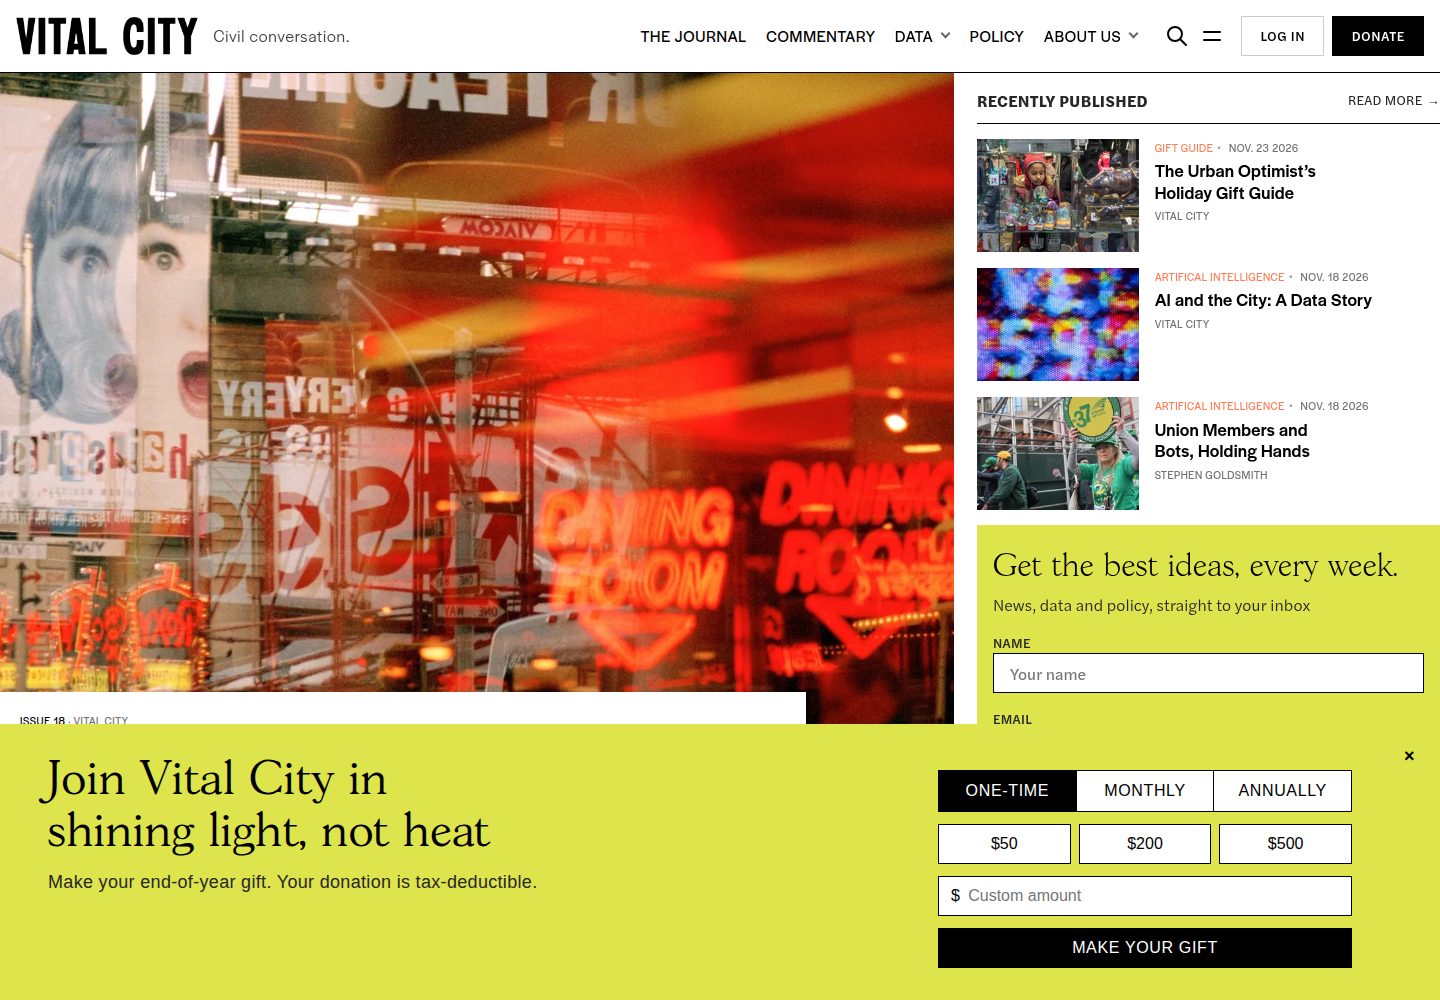 VITAL CITY
Civil conversation.
THE JOURNAL
COMMENTARY
DATA
POLICY
ABOUT US
LOG IN
DONATE
VIACOM
DINING
ROOM
DINING
ROOM
ONE WAY
ISSUE 18 · VITAL CITY
RECENTLY PUBLISHED
READ MORE →
GIFT GUIDE • NOV. 23 2026
The Urban Optimist’s
Holiday Gift Guide
VITAL CITY
ARTIFICAL INTELLIGENCE • NOV. 18 2026
AI and the City: A Data Story
VITAL CITY
37
ARTIFICAL INTELLIGENCE • NOV. 18 2026
Union Members and
Bots, Holding Hands
STEPHEN GOLDSMITH
Get the best ideas, every week.
News, data and policy, straight to your inbox
NAME
Your name
EMAIL
×
Join Vital City in
shining light, not heat
Make your end-of-year gift. Your donation is tax-deductible.
ONE-TIME
MONTHLY
ANNUALLY
$50
$200
$500
$ Custom amount
MAKE YOUR GIFT